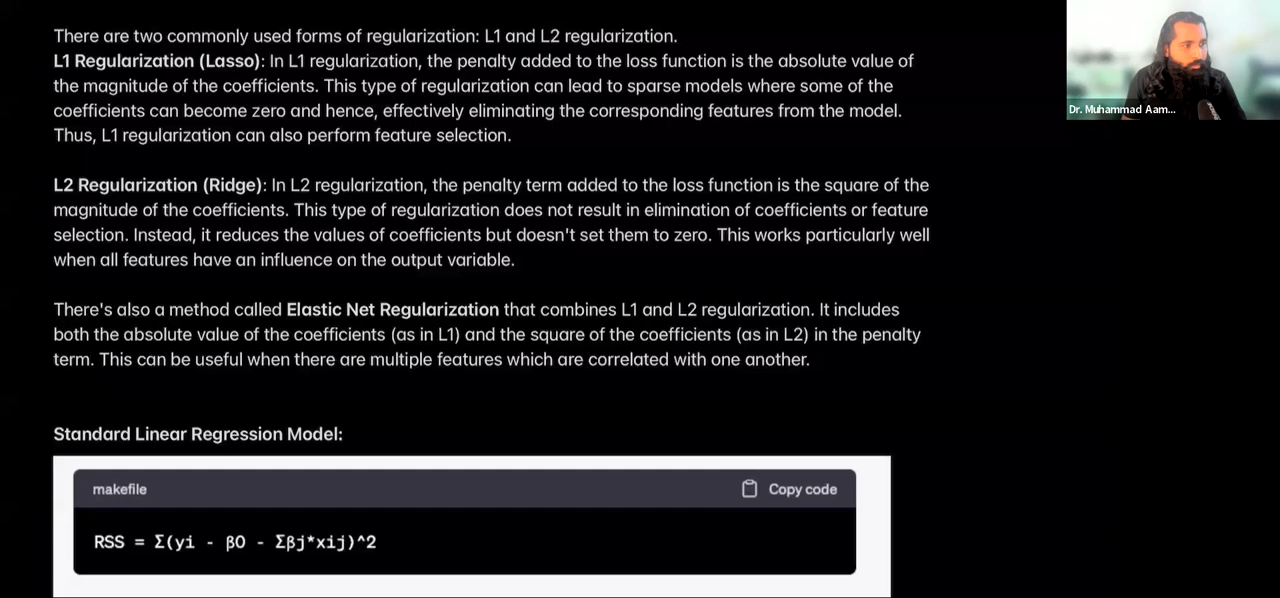 There are two commonly used forms of regularization: L1 and L2 regularization.
L1 Regularization (Lasso): In L1 regularization, the penalty added to the loss function is the absolute value of
the magnitude of the coefficients. This type of regularization can lead to sparse models where some of the
coefficients can become zero and hence, effectively eliminating the corresponding features from the model.
Thus, L1 regularization can also perform feature selection.
L2 Regularization (Ridge): In L2 regularization, the penalty term added to the loss function is the square of the
magnitude of the coefficients. This type of regularization does not result in elimination of coefficients or feature
selection. Instead, it reduces the values of coefficients but doesn't set them to zero. This works particularly well
when all features have an influence on the output variable.
There's also a method called Elastic Net Regularization that combines L1 and L2 regularization. It includes
both the absolute value of the coefficients (as in L1) and the square of the coefficients (as in L2) in the penalty
term. This can be useful when there are multiple features which are correlated with one another.
Standard Linear Regression Model:
makefile Copy code
RSS = Σ(yi - β0 - Σβj*xij)^2
Dr. Muhammad Aam...